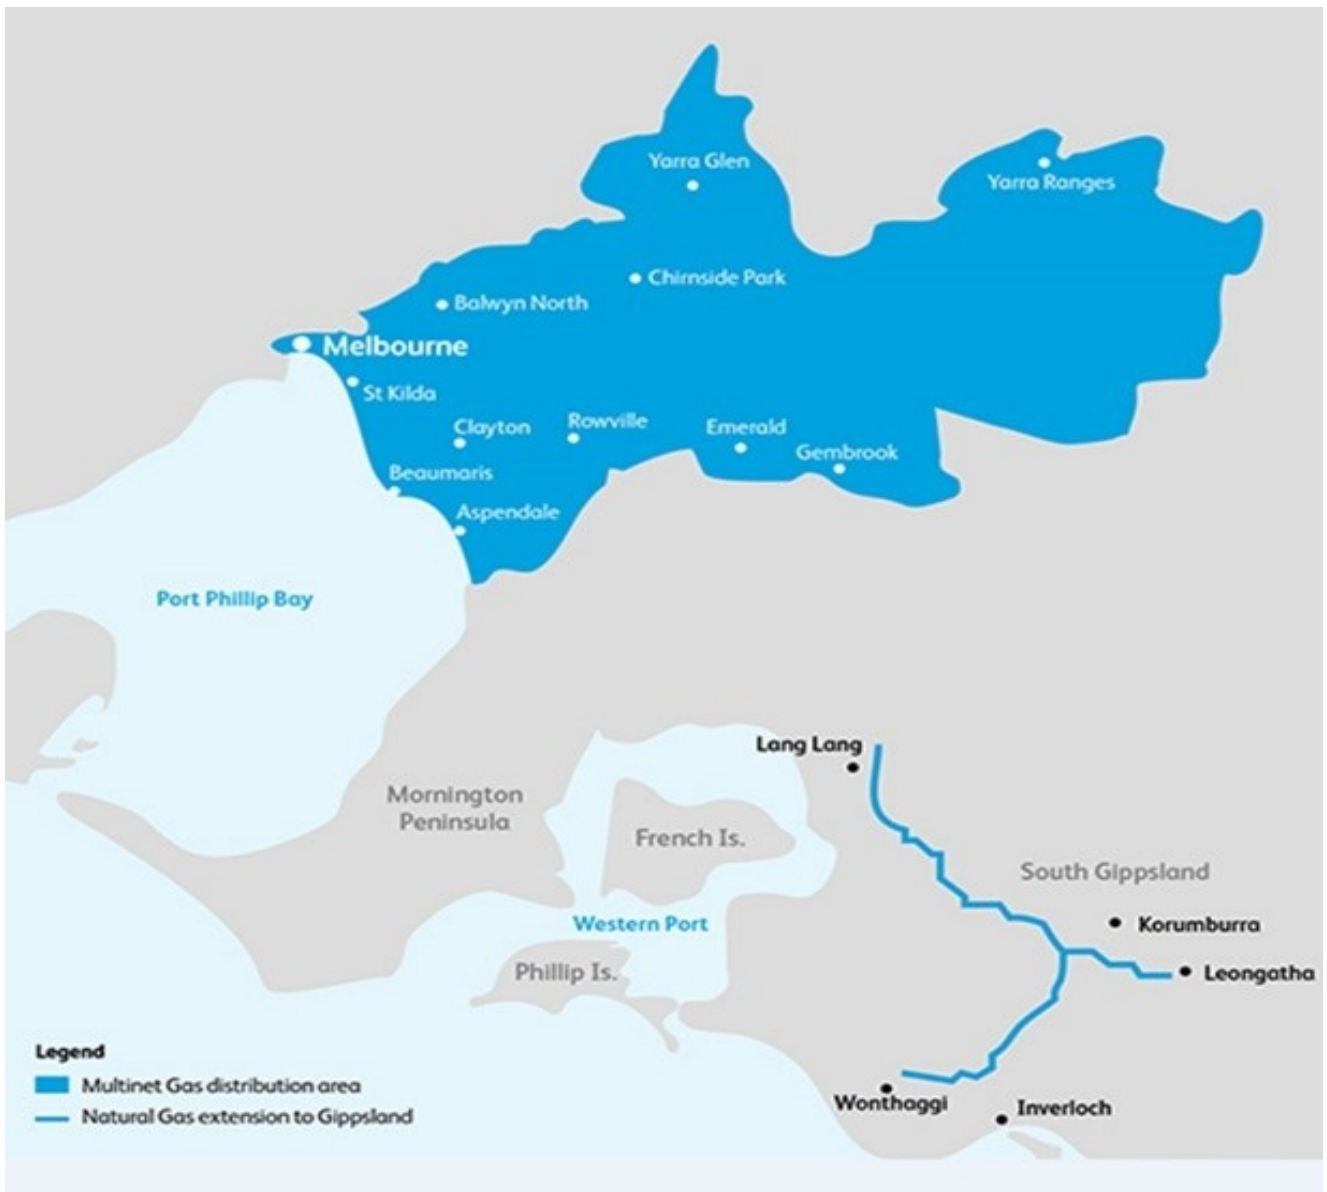 Yarra Glen
Yarra Ranges
Chirnside Park
Balwyn North
Melbourne
St Kilda
Clayton
Rowville
Emerald
Gembrook
Beaumaris
Aspendale
Port Phillip Bay
Lang Lang
Mornington
Peninsula
French Is.
South Gippsland
Western Port
Korumburra
Phillip Is.
Leongatha
Legend
Multinet Gas distribution area
Natural Gas extension to Gippsland
Wonthaggi
Inverloch